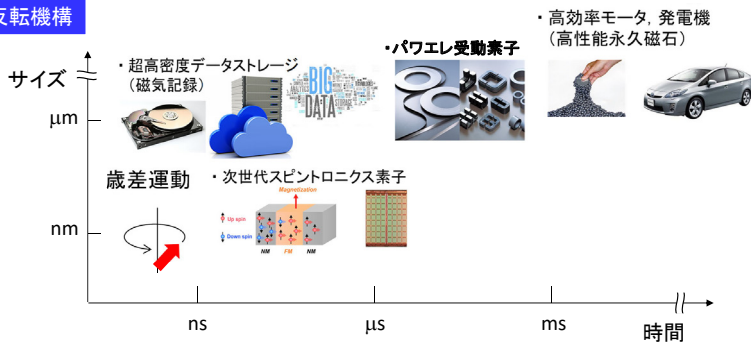 反転機構
・高効率モータ，発電機
（高性能永久磁石）
・パワエレ受動素子
・超高密度データストレージ
（磁気記録）
サイズ
BIG
DATA
STORAGE
μm
歳差運動
・次世代スピントロニクス素子
Magnetization
Up spin
Down spin
NM
FM
NM
nm
ns
μs
ms
時間